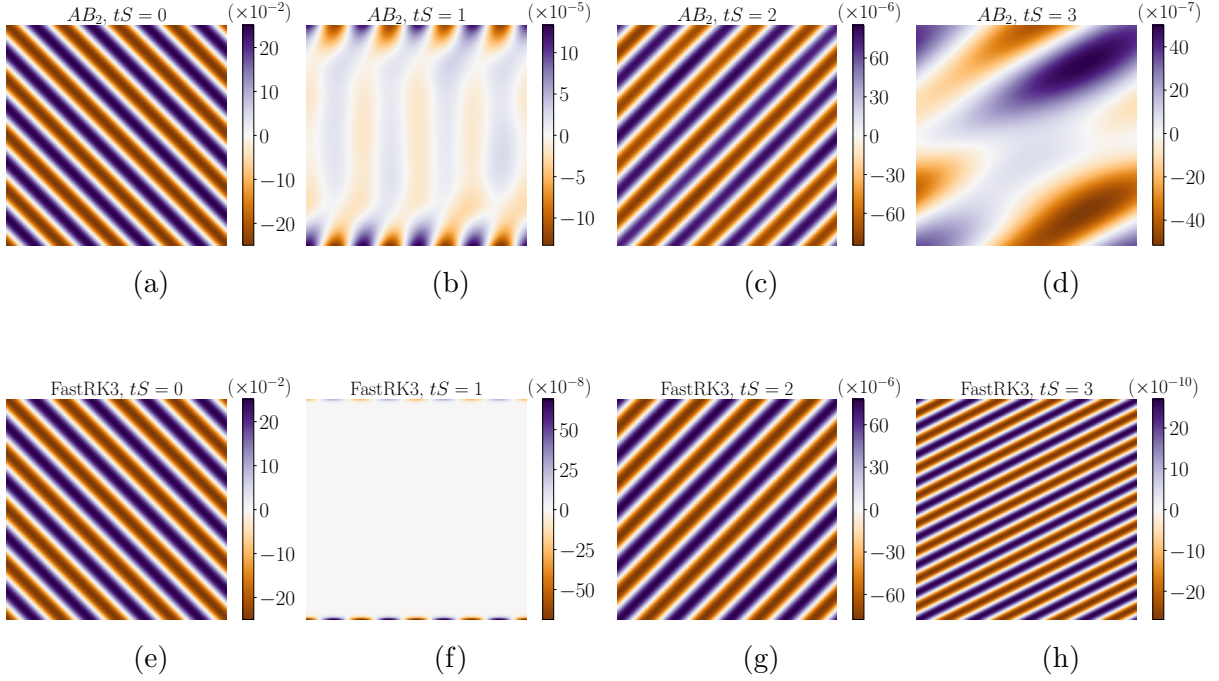 AB₂, tS = 0 (×10⁻²)
20
10
0
−10
−20
(a)
AB₂, tS = 1 (×10⁻⁵)
10
5
0
−5
−10
(b)
AB₂, tS = 2 (×10⁻⁶)
60
30
0
−30
−60
(c)
AB₂, tS = 3 (×10⁻⁷)
40
20
0
−20
−40
(d)
FastRK3, tS = 0 (×10⁻²)
20
10
0
−10
−20
(e)
FastRK3, tS = 1 (×10⁻⁸)
50
25
0
−25
−50
(f)
FastRK3, tS = 2 (×10⁻⁶)
60
30
0
−30
−60
(g)
FastRK3, tS = 3 (×10⁻¹⁰)
20
10
0
−10
−20
(h)